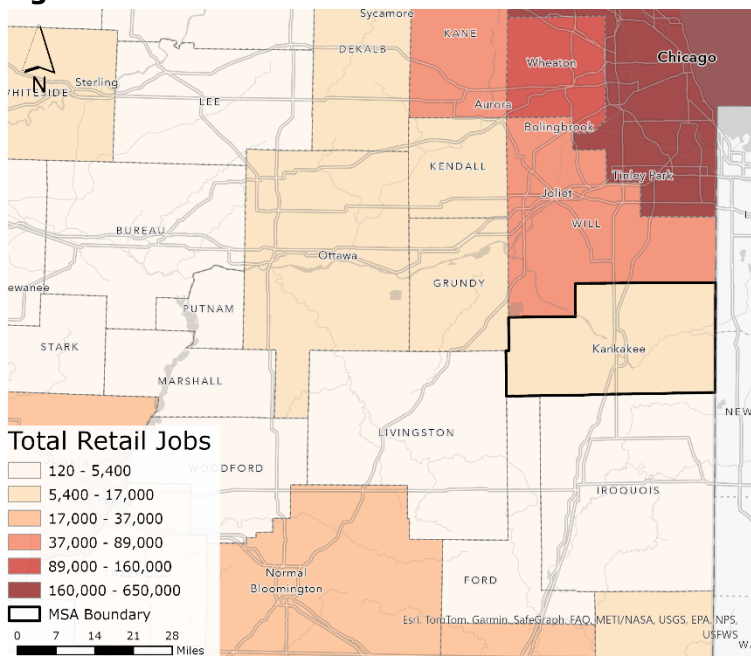 Sycamore
DEKALB
KANE
Chicago
Wheaton
N
Sterling
WHITESIDE
LEE
Aurora
Bolingbrook
KENDALL
Tinley Park
Joliet
WILL
BUREAU
Ottawa
GRUNDY
ewanee
PUTNAM
STARK
Kankakee
MARSHALL
NEW
LIVINGSTON
WOODFORD
IROQUOIS
Normal
Bloomington
FORD
Total Retail Jobs
120 - 5,400
5,400 - 17,000
17,000 - 37,000
37,000 - 89,000
89,000 - 160,000
160,000 - 650,000
MSA Boundary
0 7 14 21 28
Miles
Esri, TomTom, Garmin, SafeGraph, FAO, METI/NASA, USGS, EPA, NPS,
USFWS